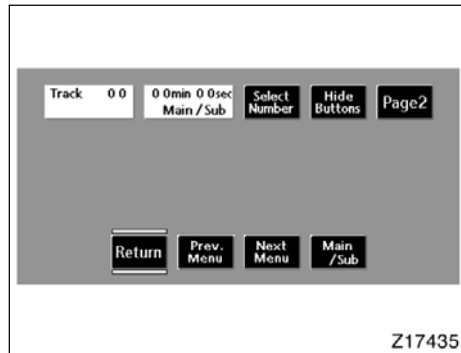 Track 0 0
0 0min 0 0sec
Main / Sub
Select
Number
Hide
Buttons
Page2
Return
Prev.
Menu
Next
Menu
Main
/Sub
Z17435